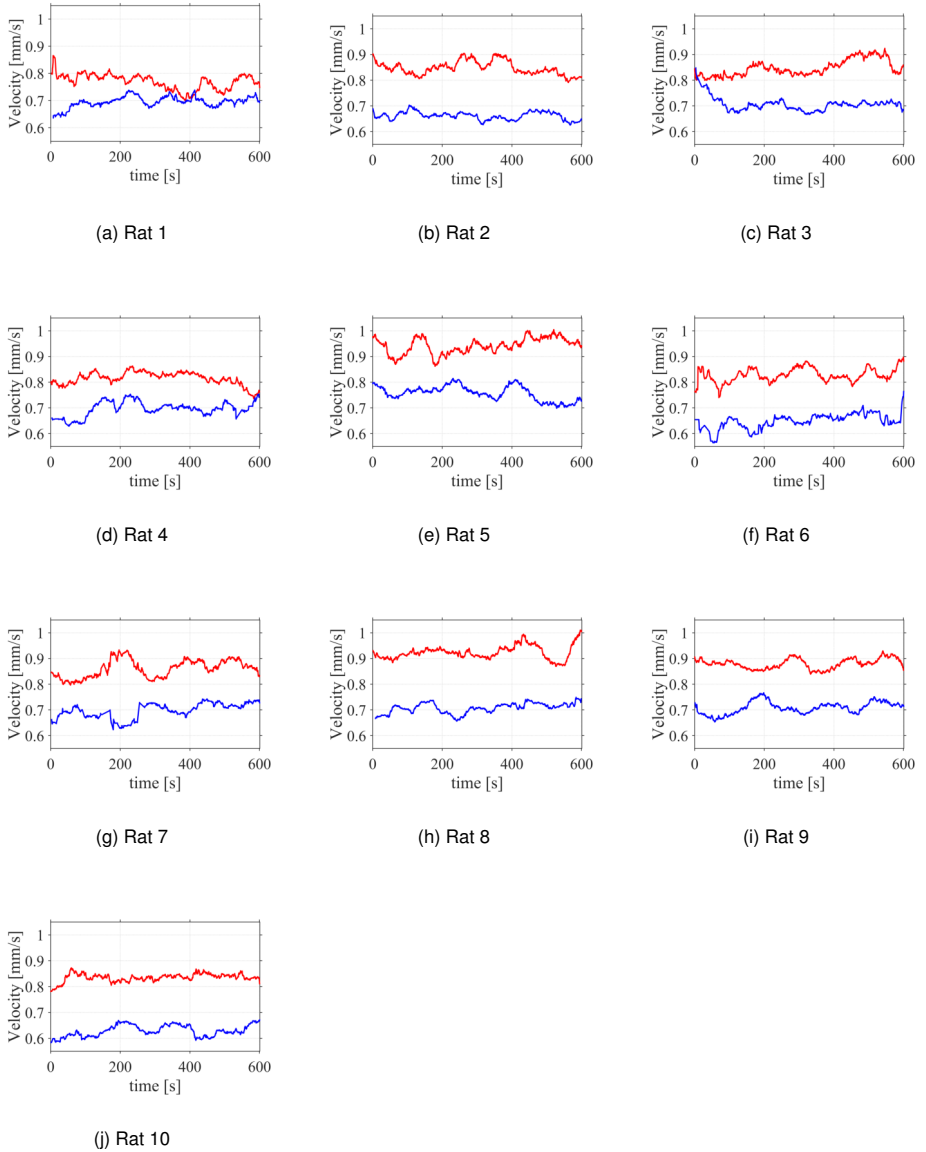 Velocity [mm/s]
1
0.9
0.8
0.7
0.6
0 200 400 600
time [s]
(a) Rat 1
Velocity [mm/s]
1
0.9
0.8
0.7
0.6
0 200 400 600
time [s]
(b) Rat 2
Velocity [mm/s]
1
0.9
0.8
0.7
0.6
0 200 400 600
time [s]
(c) Rat 3
Velocity [mm/s]
1
0.9
0.8
0.7
0.6
0 200 400 600
time [s]
(d) Rat 4
Velocity [mm/s]
1
0.9
0.8
0.7
0.6
0 200 400 600
time [s]
(e) Rat 5
Velocity [mm/s]
1
0.9
0.8
0.7
0.6
0 200 400 600
time [s]
(f) Rat 6
Velocity [mm/s]
1
0.9
0.8
0.7
0.6
0 200 400 600
time [s]
(g) Rat 7
Velocity [mm/s]
1
0.9
0.8
0.7
0.6
0 200 400 600
time [s]
(h) Rat 8
Velocity [mm/s]
1
0.9
0.8
0.7
0.6
0 200 400 600
time [s]
(i) Rat 9
Velocity [mm/s]
1
0.9
0.8
0.7
0.6
0 200 400 600
time [s]
(j) Rat 10